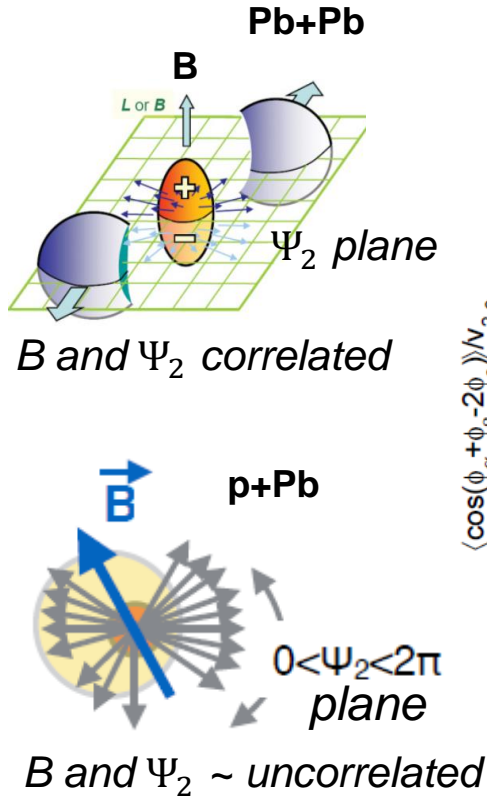 Pb+Pb
B
L or B
+
−
Ψ₂ plane
B and Ψ₂ correlated
p+Pb
B⃗
0<Ψ₂<2π
plane
B and Ψ₂ ~ uncorrelated